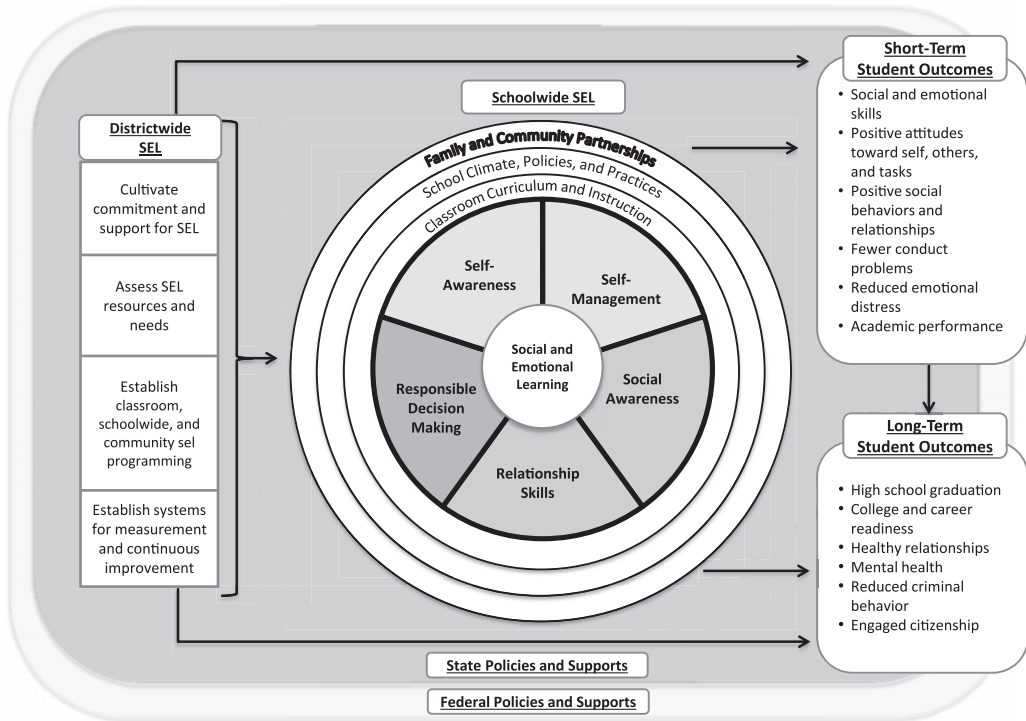 Districtwide
SEL
Cultivate
commitment and
support for SEL
Assess SEL
resources and
needs
Establish
classroom,
schoolwide, and
community sel
programming
Establish systems
for measurement
and continuous
improvement
Schoolwide SEL
Family and Community Partnerships
School Climate, Policies, and Practices
Classroom Curriculum and Instruction
Self-
Awareness
Self-
Management
Social
Awareness
Relationship
Skills
Responsible
Decision
Making
Social and
Emotional
Learning
Short-Term
Student Outcomes
• Social and emotional
skills
• Positive attitudes
toward self, others,
and tasks
• Positive social
behaviors and
relationships
• Fewer conduct
problems
• Reduced emotional
distress
• Academic performance
Long-Term
Student Outcomes
• High school graduation
• College and career
readiness
• Healthy relationships
• Mental health
• Reduced criminal
behavior
• Engaged citizenship
State Policies and Supports
Federal Policies and Supports